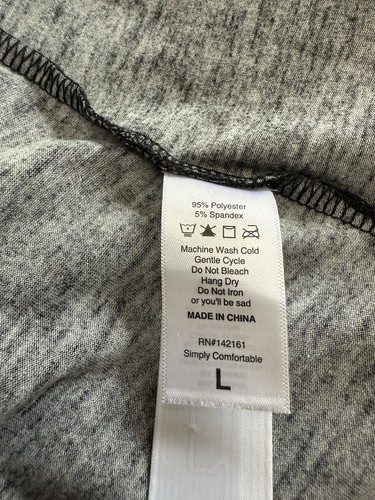 95% Polyester
5% Spandex
Machine Wash Cold
Gentle Cycle
Do Not Bleach
Hang Dry
Do Not Iron
or you'll be sad
MADE IN CHINA
RN#142161
Simply Comfortable
L